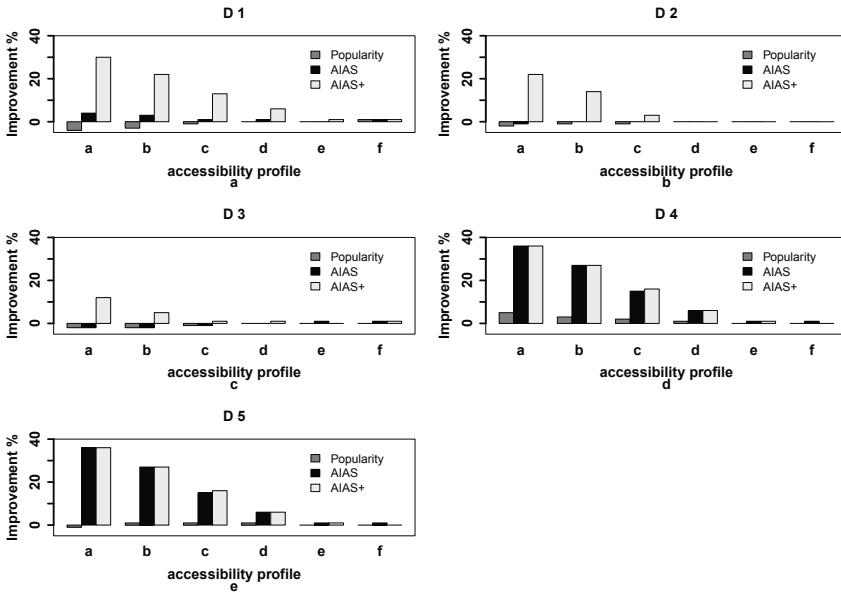 D 1
Improvement %
40
20
0
Popularity
AIAS
AIAS+
a b c d e f
accessibility profile
a
D 2
Improvement %
40
20
0
Popularity
AIAS
AIAS+
a b c d e f
accessibility profile
b
D 3
Improvement %
40
20
0
Popularity
AIAS
AIAS+
a b c d e f
accessibility profile
c
D 4
Improvement %
40
20
0
Popularity
AIAS
AIAS+
a b c d e f
accessibility profile
d
D 5
Improvement %
40
20
0
Popularity
AIAS
AIAS+
a b c d e f
accessibility profile
e